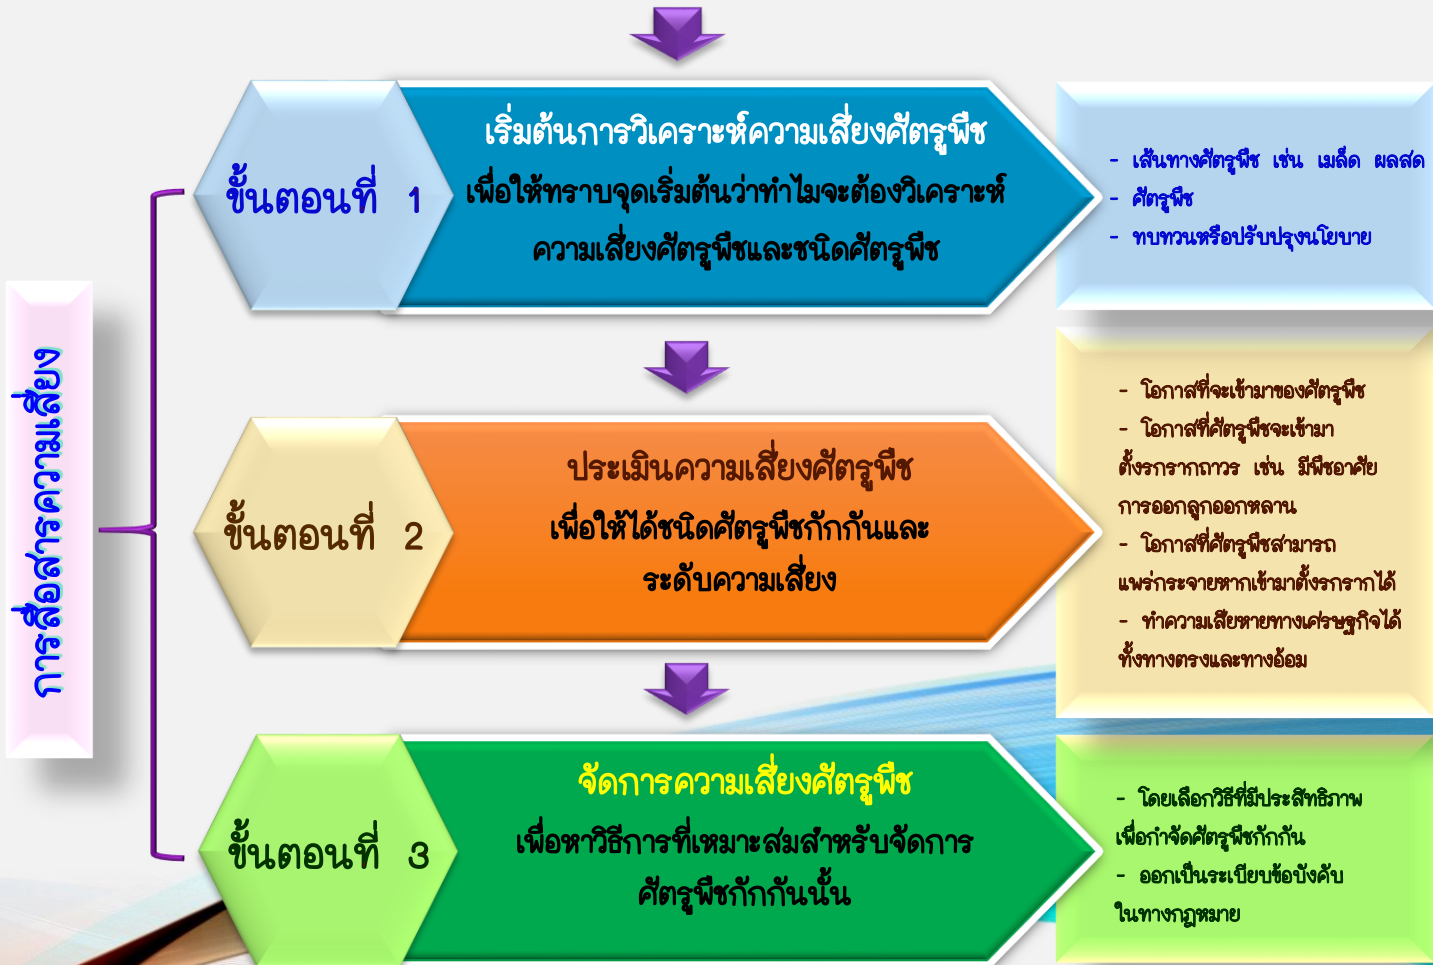 การสื่อสารความเสี่ยง
ขั้นตอนที่ 1
เริ่มต้นการวิเคราะห์ความเสี่ยงศัตรูพืช
เพื่อให้ทราบจุดเริ่มต้นว่าทำไมจะต้องวิเคราะห์
ความเสี่ยงศัตรูพืชและชนิดศัตรูพืช
- เส้นทางศัตรูพืช เช่น เมล็ด ผลสด
- ศัตรูพืช
- ทบทวนหรือปรับปรุงนโยบาย
ขั้นตอนที่ 2
ประเมินความเสี่ยงศัตรูพืช
เพื่อให้ได้ชนิดศัตรูพืชกักกันและ
ระดับความเสี่ยง
- โอกาสที่จะเข้ามาของศัตรูพืช
- โอกาสที่ศัตรูพืชจะเข้ามา
ตั้งรกรากถาวร เช่น มีพืชอาศัย
การออกลูกออกหลาน
- โอกาสที่ศัตรูพืชสามารถ
แพร่กระจายหากเข้ามาตั้งรกรากได้
- ทำความเสียหายทางเศรษฐกิจได้
ทั้งทางตรงและทางอ้อม
ขั้นตอนที่ 3
จัดการความเสี่ยงศัตรูพืช
เพื่อหาวิธีการที่เหมาะสมสำหรับจัดการ
ศัตรูพืชกักกันนั้น
- โดยเลือกวิธีที่มีประสิทธิภาพ
เพื่อกำจัดศัตรูพืชกักกัน
- ออกเป็นระเบียบข้อบังคับ
ในทางกฎหมาย